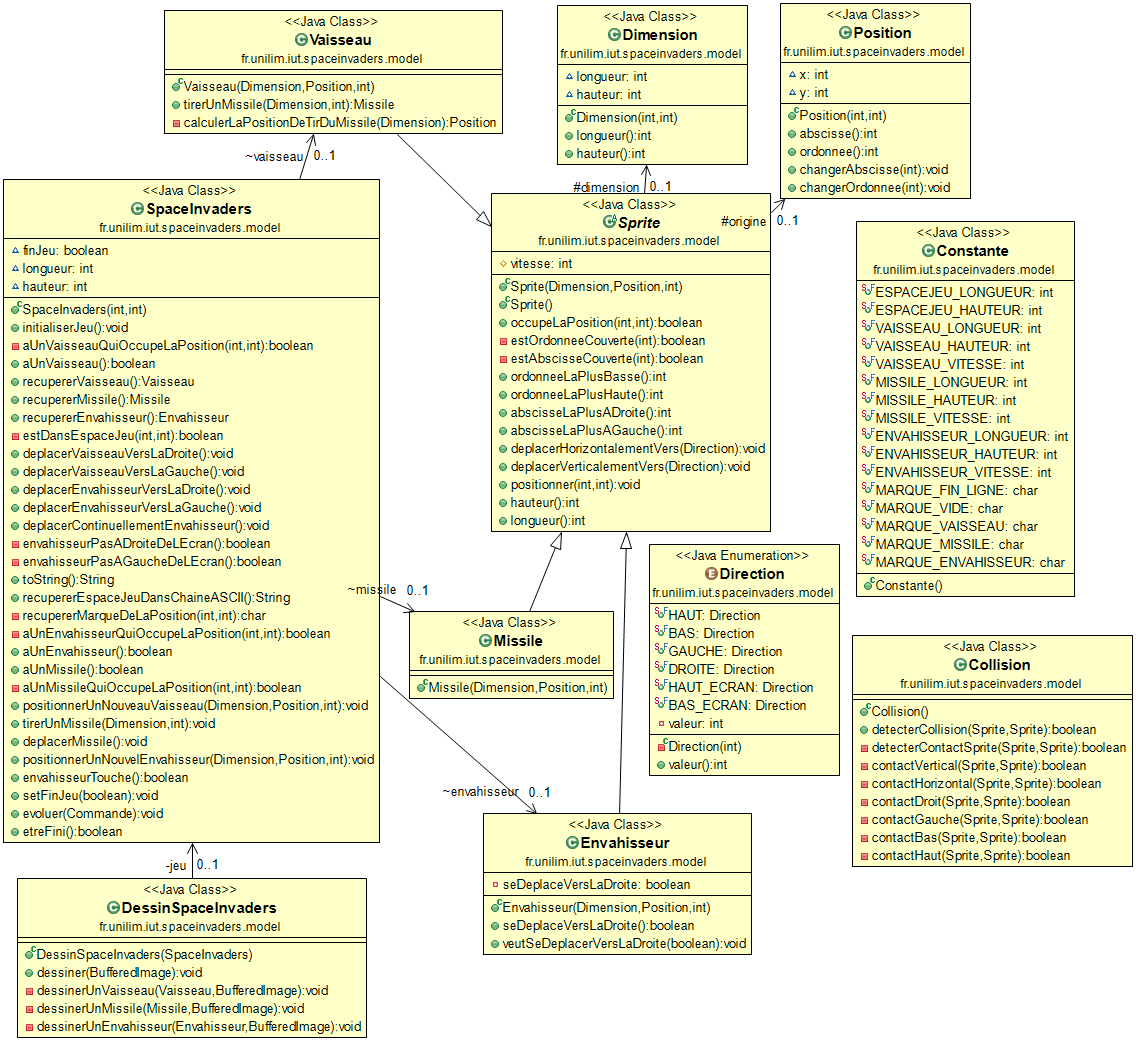 <<Java Class>>
Vaisseau
fr.unilim.iut.spaceinvaders.model
Vaisseau(Dimension,Position,int)
tirerUnMissile(Dimension,int):Missile
calculerLaPositionDeTirDuMissile(Dimension):Position
<<Java Class>>
Dimension
fr.unilim.iut.spaceinvaders.model
longueur: int
hauteur: int
Dimension(int,int)
longueur():int
hauteur():int
<<Java Class>>
Position
fr.unilim.iut.spaceinvaders.model
x: int
y: int
Position(int,int)
abscisse():int
ordonnee():int
changerAbscisse(int):void
changerOrdonnee(int):void
~vaisseau 0..1
#dimension 0..1
#origine 0..1
<<Java Class>>
SpaceInvaders
fr.unilim.iut.spaceinvaders.model
finJeu: boolean
longueur: int
hauteur: int
SpaceInvaders(int,int)
initialiserJeu():void
aUnVaisseauQuiOccupeLaPosition(int,int):boolean
aUnVaisseau():boolean
recupererVaisseau():Vaisseau
recupererMissile():Missile
recupererEnvahisseur():Envahisseur
estDansEspaceJeu(int,int):boolean
deplacerVaisseauVersLaDroite():void
deplacerVaisseauVersLaGauche():void
deplacerEnvahisseurVersLaDroite():void
deplacerEnvahisseurVersLaGauche():void
deplacerContinuellementEnvahisseur():void
envahisseurPasADroiteDeLEcran():boolean
envahisseurPasAGaucheDeLEcran():boolean
toString():String
recupererEspaceJeuDansChaineASCII():String
recupererMarqueDeLaPosition(int,int):char
aUnEnvahisseurQuiOccupeLaPosition(int,int):boolean
aUnEnvahisseur():boolean
aUnMissile():boolean
aUnMissileQuiOccupeLaPosition(int,int):boolean
positionnerUnNouveauVaisseau(Dimension,Position,int):void
tirerUnMissile(Dimension,int):void
deplacerMissile():void
positionnerUnNouvelEnvahisseur(Dimension,Position,int):void
envahisseurTouche():boolean
setFinJeu(boolean):void
evoluer(Commande):void
etreFini():boolean
<<Java Class>>
Sprite
fr.unilim.iut.spaceinvaders.model
vitesse: int
Sprite(Dimension,Position,int)
Sprite()
occupeLaPosition(int,int):boolean
estOrdonneeCouverte(int):boolean
estAbscisseCouverte(int):boolean
ordonneeLaPlusBasse():int
ordonneeLaPlusHaute():int
abscisseLaPlusADroite():int
abscisseLaPlusAGauche():int
deplacerHorizontalementVers(Direction):void
deplacerVerticalementVers(Direction):void
positionner(int,int):void
hauteur():int
longueur():int
<<Java Class>>
Constante
fr.unilim.iut.spaceinvaders.model
ESPACEJEU_LONGUEUR: int
ESPACEJEU_HAUTEUR: int
VAISSEAU_LONGUEUR: int
VAISSEAU_HAUTEUR: int
VAISSEAU_VITESSE: int
MISSILE_LONGUEUR: int
MISSILE_HAUTEUR: int
MISSILE_VITESSE: int
ENVAHISSEUR_LONGUEUR: int
ENVAHISSEUR_HAUTEUR: int
ENVAHISSEUR_VITESSE: int
MARQUE_FIN_LIGNE: char
MARQUE_VIDE: char
MARQUE_VAISSEAU: char
MARQUE_MISSILE: char
MARQUE_ENVAHISSEUR: char
Constante()
~missile 0..1
<<Java Class>>
Missile
fr.unilim.iut.spaceinvaders.model
Missile(Dimension,Position,int)
<<Java Enumeration>>
Direction
fr.unilim.iut.spaceinvaders.model
HAUT: Direction
BAS: Direction
GAUCHE: Direction
DROITE: Direction
HAUT_ECRAN: Direction
BAS_ECRAN: Direction
valeur: int
Direction(int)
valeur():int
<<Java Class>>
Collision
fr.unilim.iut.spaceinvaders.model
Collision()
detecterCollision(Sprite,Sprite):boolean
detecterContactSprite(Sprite,Sprite):boolean
contactVertical(Sprite,Sprite):boolean
contactHorizontal(Sprite,Sprite):boolean
contactDroit(Sprite,Sprite):boolean
contactGauche(Sprite,Sprite):boolean
contactBas(Sprite,Sprite):boolean
contactHaut(Sprite,Sprite):boolean
~envahisseur 0..1
<<Java Class>>
Envahisseur
fr.unilim.iut.spaceinvaders.model
seDeplaceVersLaDroite: boolean
Envahisseur(Dimension,Position,int)
seDeplaceVersLaDroite():boolean
veutSeDeplacerVersLaDroite(boolean):void
-jeu 0..1
<<Java Class>>
DessinSpaceInvaders
fr.unilim.iut.spaceinvaders.model
DessinSpaceInvaders(SpaceInvaders)
dessiner(BufferedImage):void
dessinerUnVaisseau(Vaisseau,BufferedImage):void
dessinerUnMissile(Missile,BufferedImage):void
dessinerUnEnvahisseur(Envahisseur,BufferedImage):void